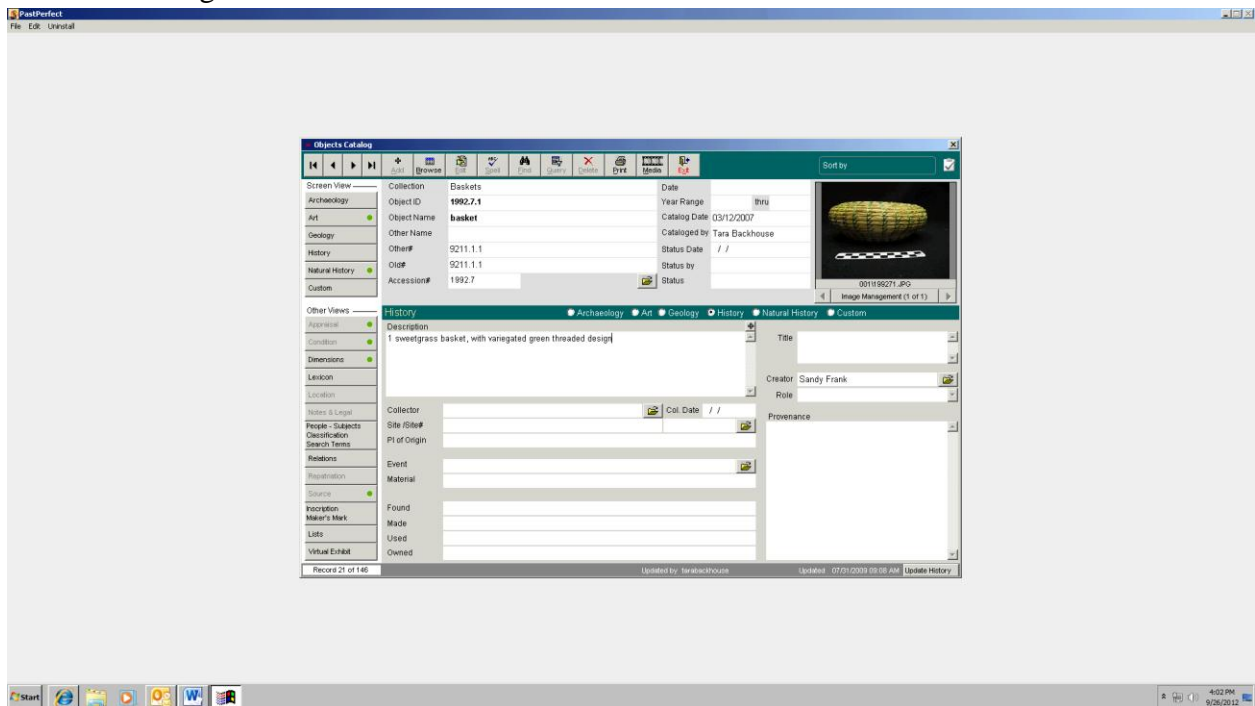 PastPerfect
File Edit Uninstall
Objects Catalog
Add Browse Edit Spell Find Query Delete Print Media Exit
Sort by
Screen View
Archaeology
Art
Geology
History
Natural History
Custom
Collection Baskets
Object ID 1992.7.1
Object Name basket
Other Name
Other# 9211.1.1
Old# 9211.1.1
Accession# 1992.7
Date
Year Range thru
Catalog Date 03/12/2007
Cataloged by Tara Backhouse
Status Date / /
Status by
Status
001\199271.JPG
Image Management (1 of 1)
Other Views
Appraisal
Condition
Dimensions
Lexicon
Location
Notes & Legal
People - Subjects
Classification
Search Terms
Relations
Repatriation
Source
Inscription
Maker's Mark
Lists
Virtual Exhibit
History Archaeology Art Geology History Natural History Custom
Description
1 sweetgrass basket, with variegated green threaded design
Title
Creator Sandy Frank
Role
Collector Col. Date / /
Provenance
Site /Site#
Pl of Origin
Event
Material
Found
Made
Used
Owned
Record 21 of 146 Updated by tarabackhouse Updated 07/31/2009 09:08 AM Update History
Start
4:02 PM
9/26/2012